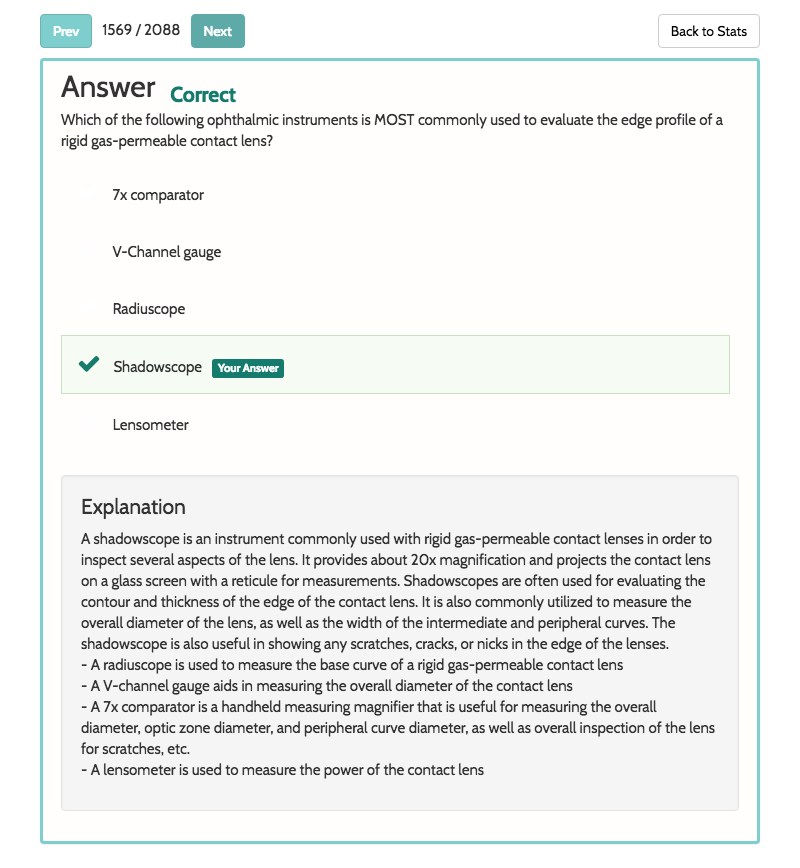 Prev 1569 / 2088 Next Back to Stats
Answer Correct
Which of the following ophthalmic instruments is MOST commonly used to evaluate the edge profile of a
rigid gas-permeable contact lens?
7x comparator
V-Channel gauge
Radiuscope
Shadowscope Your Answer
Lensometer
Explanation
A shadowscope is an instrument commonly used with rigid gas-permeable contact lenses in order to
inspect several aspects of the lens. It provides about 20x magnification and projects the contact lens
on a glass screen with a reticule for measurements. Shadowscopes are often used for evaluating the
contour and thickness of the edge of the contact lens. It is also commonly utilized to measure the
overall diameter of the lens, as well as the width of the intermediate and peripheral curves. The
shadowscope is also useful in showing any scratches, cracks, or nicks in the edge of the lenses.
- A radiuscope is used to measure the base curve of a rigid gas-permeable contact lens
- A V-channel gauge aids in measuring the overall diameter of the contact lens
- A 7x comparator is a handheld measuring magnifier that is useful for measuring the overall
diameter, optic zone diameter, and peripheral curve diameter, as well as overall inspection of the lens
for scratches, etc.
- A lensometer is used to measure the power of the contact lens